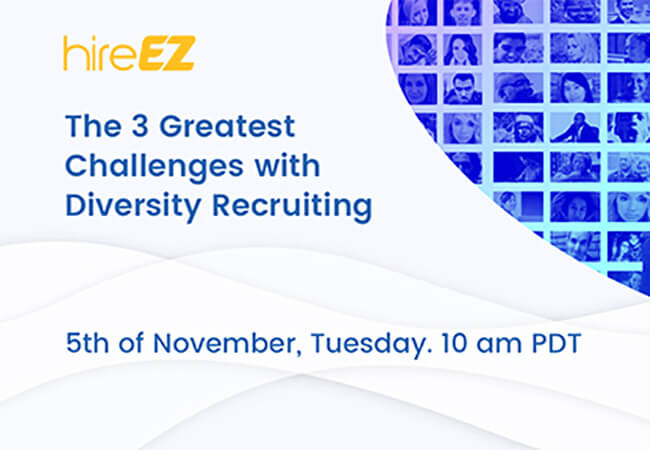 hireEZ
The 3 Greatest
Challenges with
Diversity Recruiting
5th of November, Tuesday. 10 am PDT